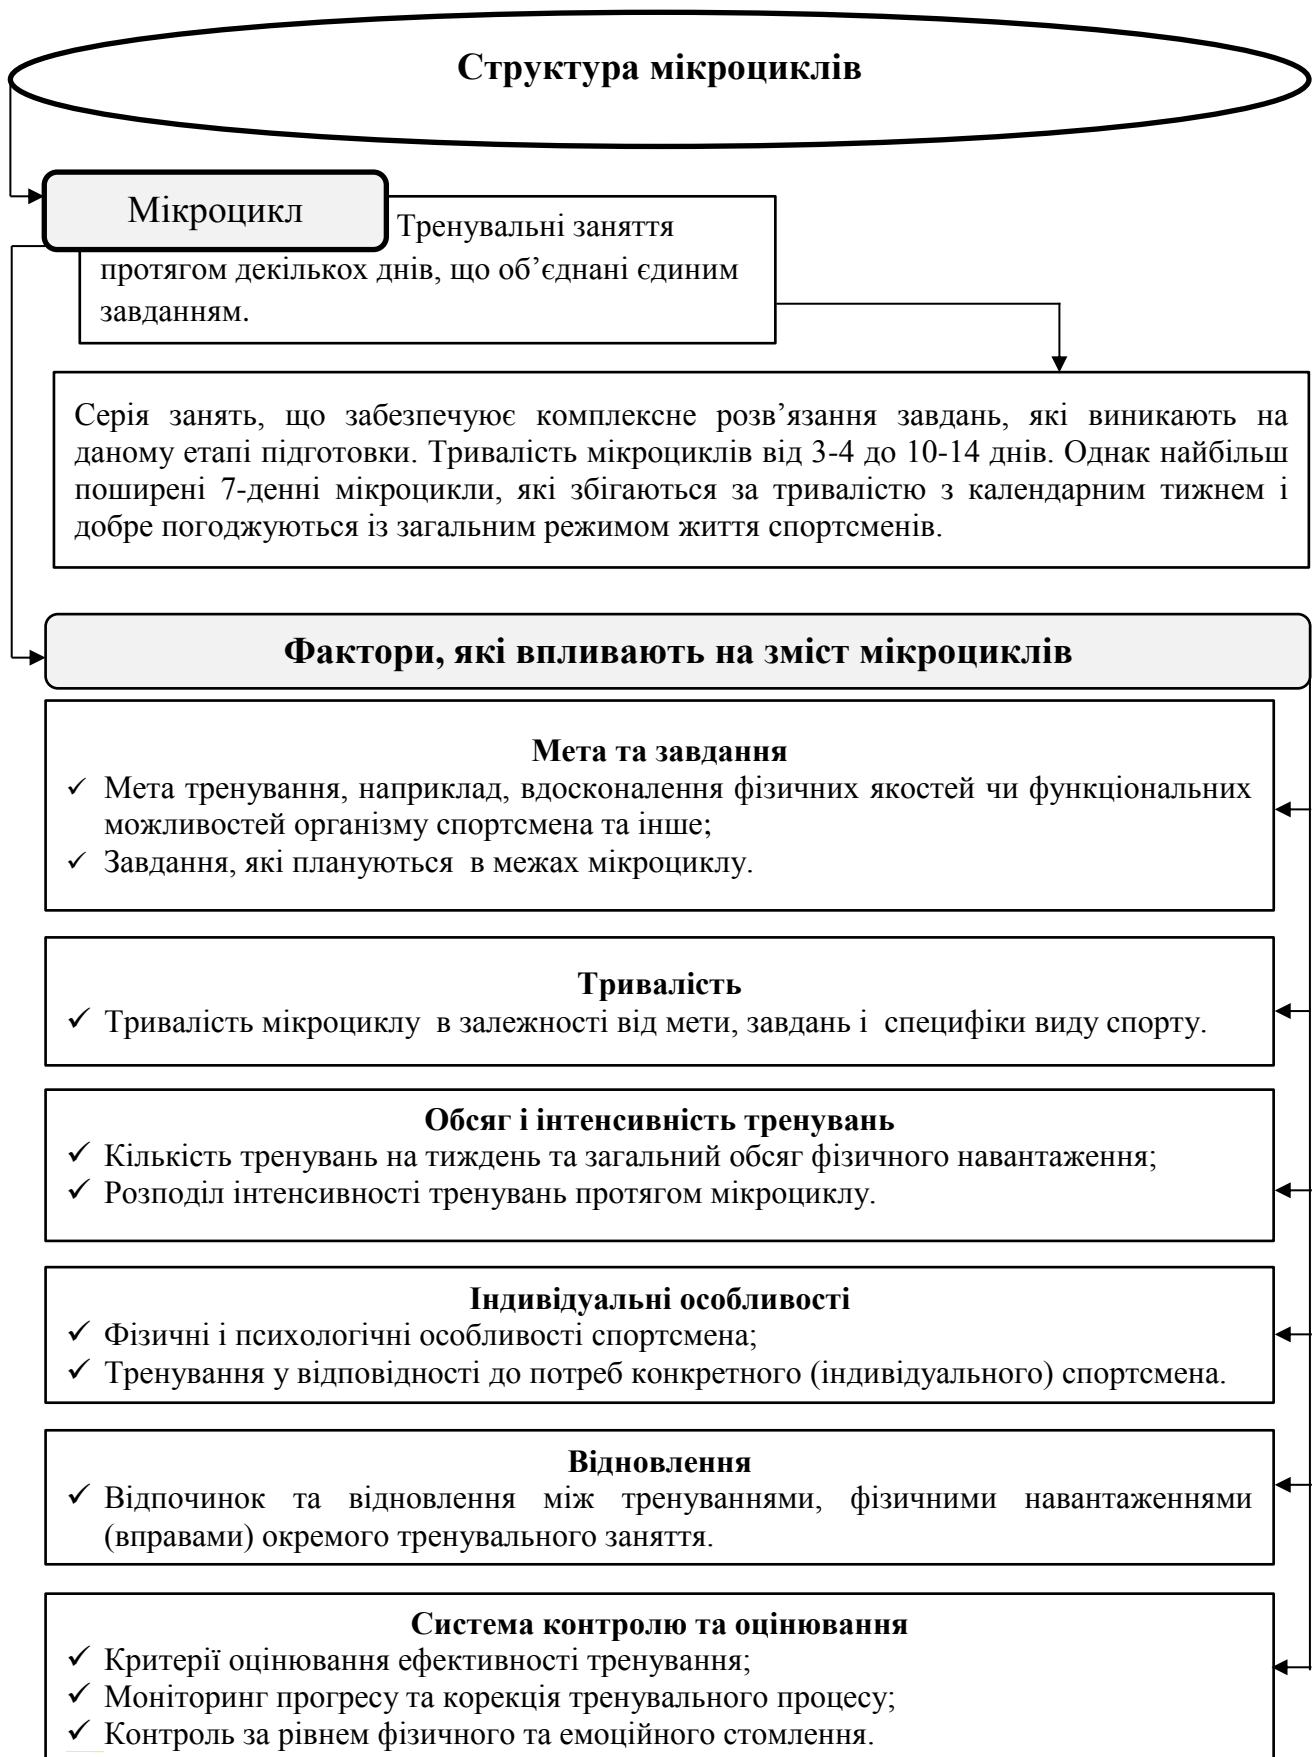 Структура мікроциклів
Мікроцикл
Тренувальні заняття
протягом декількох днів, що об’єднані єдиним
завданням.
Серія занять, що забезпечуює комплексне розв’язання завдань, які виникають на
даному етапі підготовки. Тривалість мікроциклів від 3-4 до 10-14 днів. Однак найбільш
поширені 7-денні мікроцикли, які збігаються за тривалістю з календарним тижнем і
добре погоджуються із загальним режимом життя спортсменів.
Фактори, які впливають на зміст мікроциклів
Мета та завдання
✓ Мета тренування, наприклад, вдосконалення фізичних якостей чи функціональних
можливостей організму спортсмена та інше;
✓ Завдання, які плануються в межах мікроциклу.
Тривалість
✓ Тривалість мікроциклу в залежності від мети, завдань і специфіки виду спорту.
Обсяг і інтенсивність тренувань
✓ Кількість тренувань на тиждень та загальний обсяг фізичного навантаження;
✓ Розподіл інтенсивності тренувань протягом мікроциклу.
Індивідуальні особливості
✓ Фізичні і психологічні особливості спортсмена;
✓ Тренування у відповідності до потреб конкретного (індивідуального) спортсмена.
Відновлення
✓ Відпочинок та відновлення між тренуваннями, фізичними навантаженнями
(вправами) окремого тренувального заняття.
Система контролю та оцінювання
✓ Критерії оцінювання ефективності тренування;
✓ Моніторинг прогресу та корекція тренувального процесу;
✓ Контроль за рівнем фізичного та емоційного стомлення.